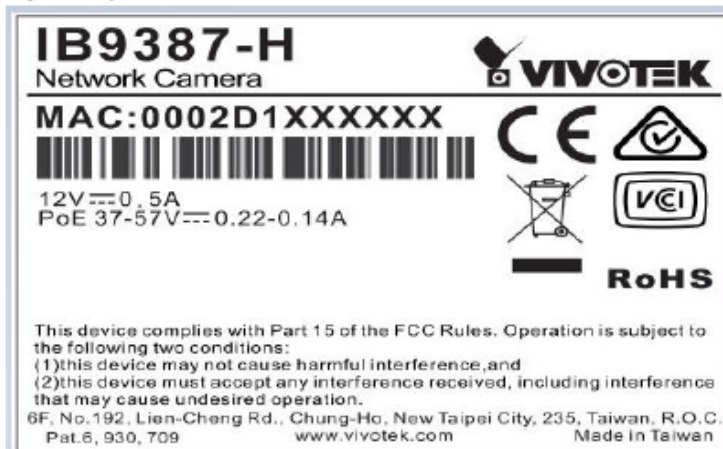 IB9387-H
Network Camera
VIVOTEK
MAC:0002D1XXXXXX
CE
12V⎓0.5A
PoE 37-57V⎓0.22-0.14A
VCI
RoHS
This device complies with Part 15 of the FCC Rules. Operation is subject to
the following two conditions:
(1)this device may not cause harmful interference,and
(2)this device must accept any interference received, including interference
that may cause undesired operation.
6F, No.192, Lien-Cheng Rd., Chung-Ho, New Taipei City, 235, Taiwan, R.O.C.
Pat.6, 930, 709 www.vivotek.com Made in Taiwan